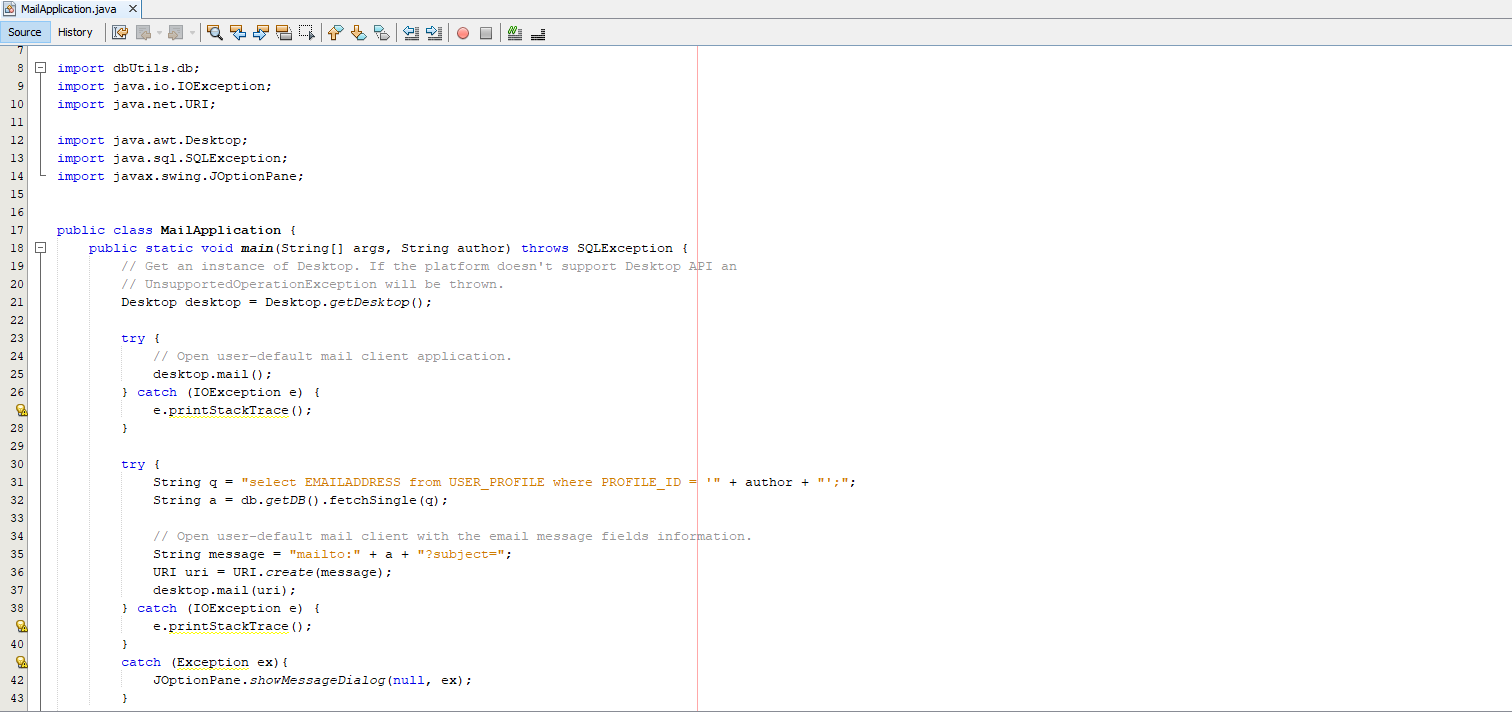 MailApplication.java
Source History
7
8 import dbUtils.db;
9 import java.io.IOException;
10 import java.net.URI;
11
12 import java.awt.Desktop;
13 import java.sql.SQLException;
14 import javax.swing.JOptionPane;
15
16
17 public class MailApplication {
18 public static void main(String[] args, String author) throws SQLException {
19 // Get an instance of Desktop. If the platform doesn't support Desktop API an
20 // UnsupportedOperationException will be thrown.
21 Desktop desktop = Desktop.getDesktop();
22
23 try {
24 // Open user-default mail client application.
25 desktop.mail();
26 } catch (IOException e) {
e.printStackTrace();
28 }
29
30 try {
31 String q = "select EMAILADDRESS from USER_PROFILE where PROFILE_ID = '" + author + "';";
32 String a = db.getDB().fetchSingle(q);
33
34 // Open user-default mail client with the email message fields information.
35 String message = "mailto:" + a + "?subject=";
36 URI uri = URI.create(message);
37 desktop.mail(uri);
38 } catch (IOException e) {
e.printStackTrace();
40 }
catch (Exception ex){
42 JOptionPane.showMessageDialog(null, ex);
43 }